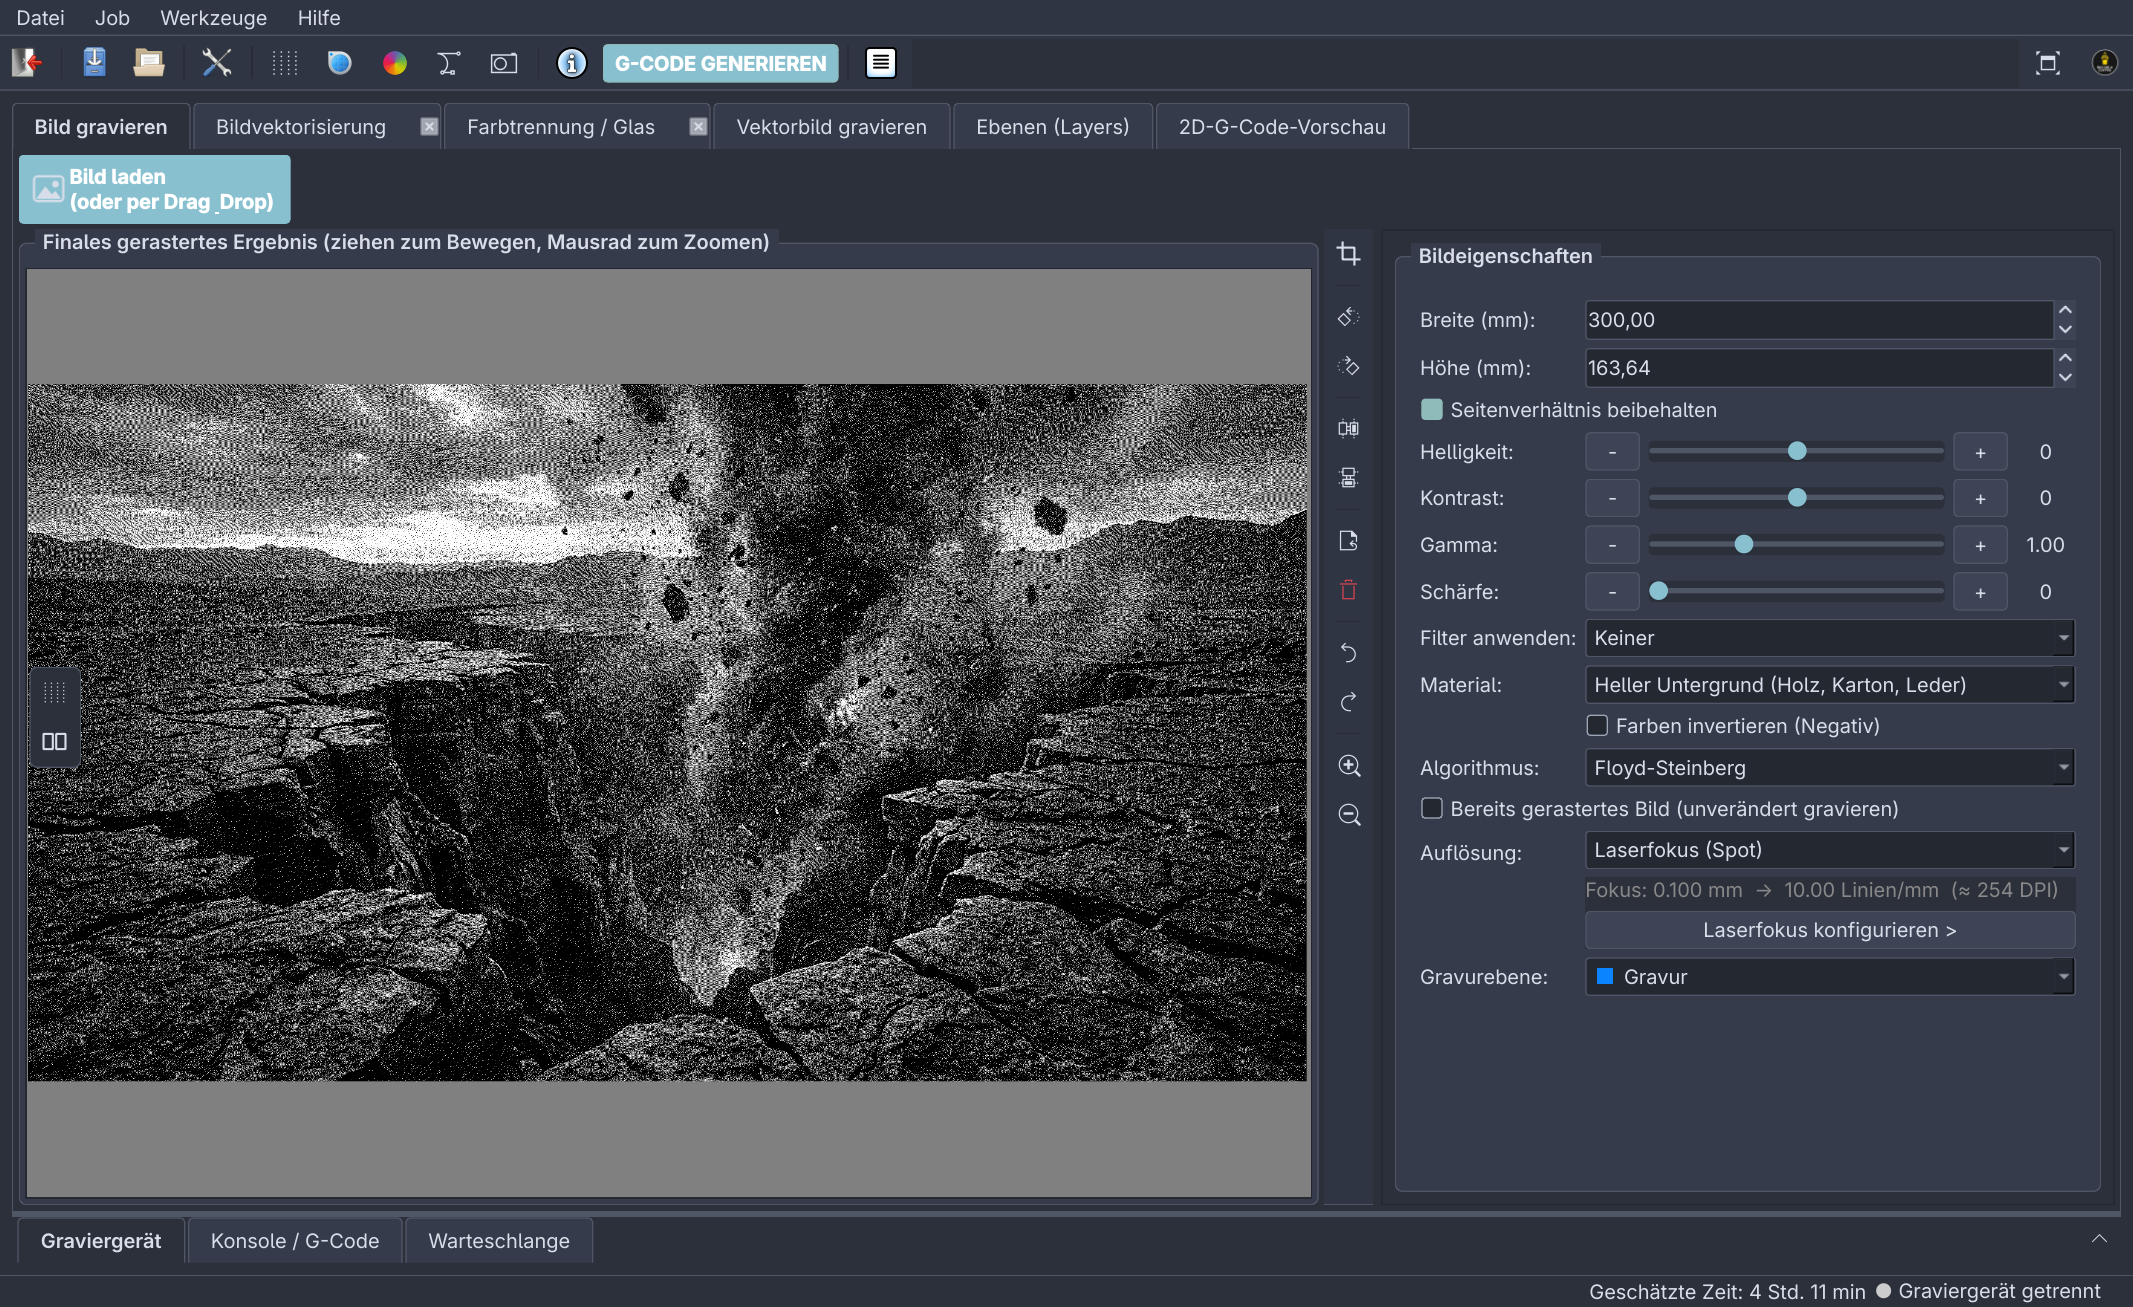 Datei Job Werkzeuge Hilfe
G-CODE GENERIEREN
Bild gravieren Bildvektorisierung Farbtrennung / Glas Vektorbild gravieren Ebenen (Layers) 2D-G-Code-Vorschau
Bild laden
(oder per Drag_Drop)
Finales gerastertes Ergebnis (ziehen zum Bewegen, Mausrad zum Zoomen)
Bildeigenschaften
Breite (mm): 300,00
Höhe (mm): 163,64
Seitenverhältnis beibehalten
Helligkeit: - + 0
Kontrast: - + 0
Gamma: - + 1.00
Schärfe: - + 0
Filter anwenden: Keiner
Material: Heller Untergrund (Holz, Karton, Leder)
Farben invertieren (Negativ)
Algorithmus: Floyd-Steinberg
Bereits gerastertes Bild (unverändert gravieren)
Auflösung: Laserfokus (Spot)
Fokus: 0.100 mm → 10.00 Linien/mm (≈ 254 DPI)
Laserfokus konfigurieren >
Gravurebene: Gravur
Graviergerät Konsole / G-Code Warteschlange
Geschätzte Zeit: 4 Std. 11 min Graviergerät getrennt